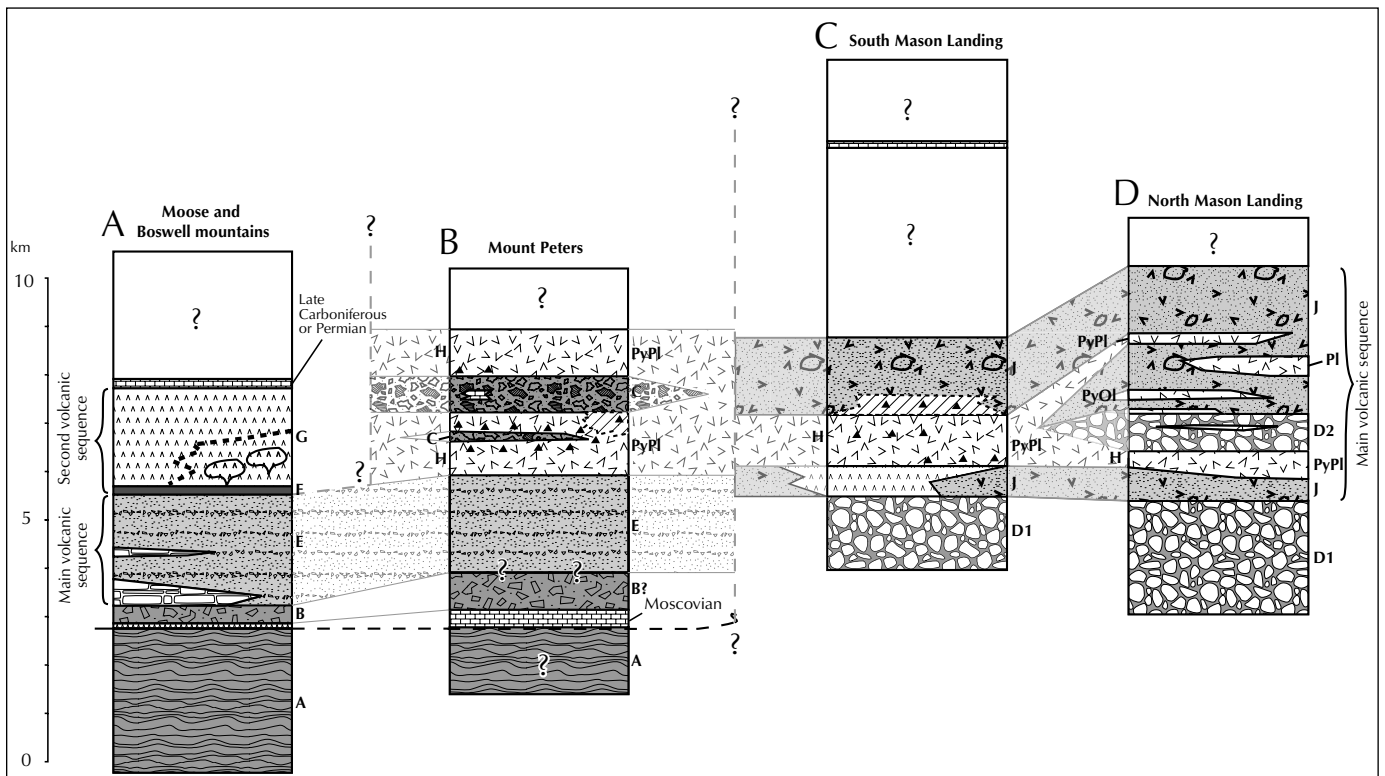 C South Mason Landing
?
?
D North Mason Landing
?
A Moose and
Boswell mountains
?
B Mount Peters
?
?
?
km
10
5
0
Late
Carboniferous
or Permian
Second volcanic
sequence
Main volcanic
sequence
G
F
E
B
A
?
H
PyPl
C
C
PyPl
H
E
? ?
B?
Moscovian
?
A
?
?
J
H
PyPl
J
D1
J
PyPl
Pl
PyOl
D2
H
PyPl
J
D1
Main volcanic sequence